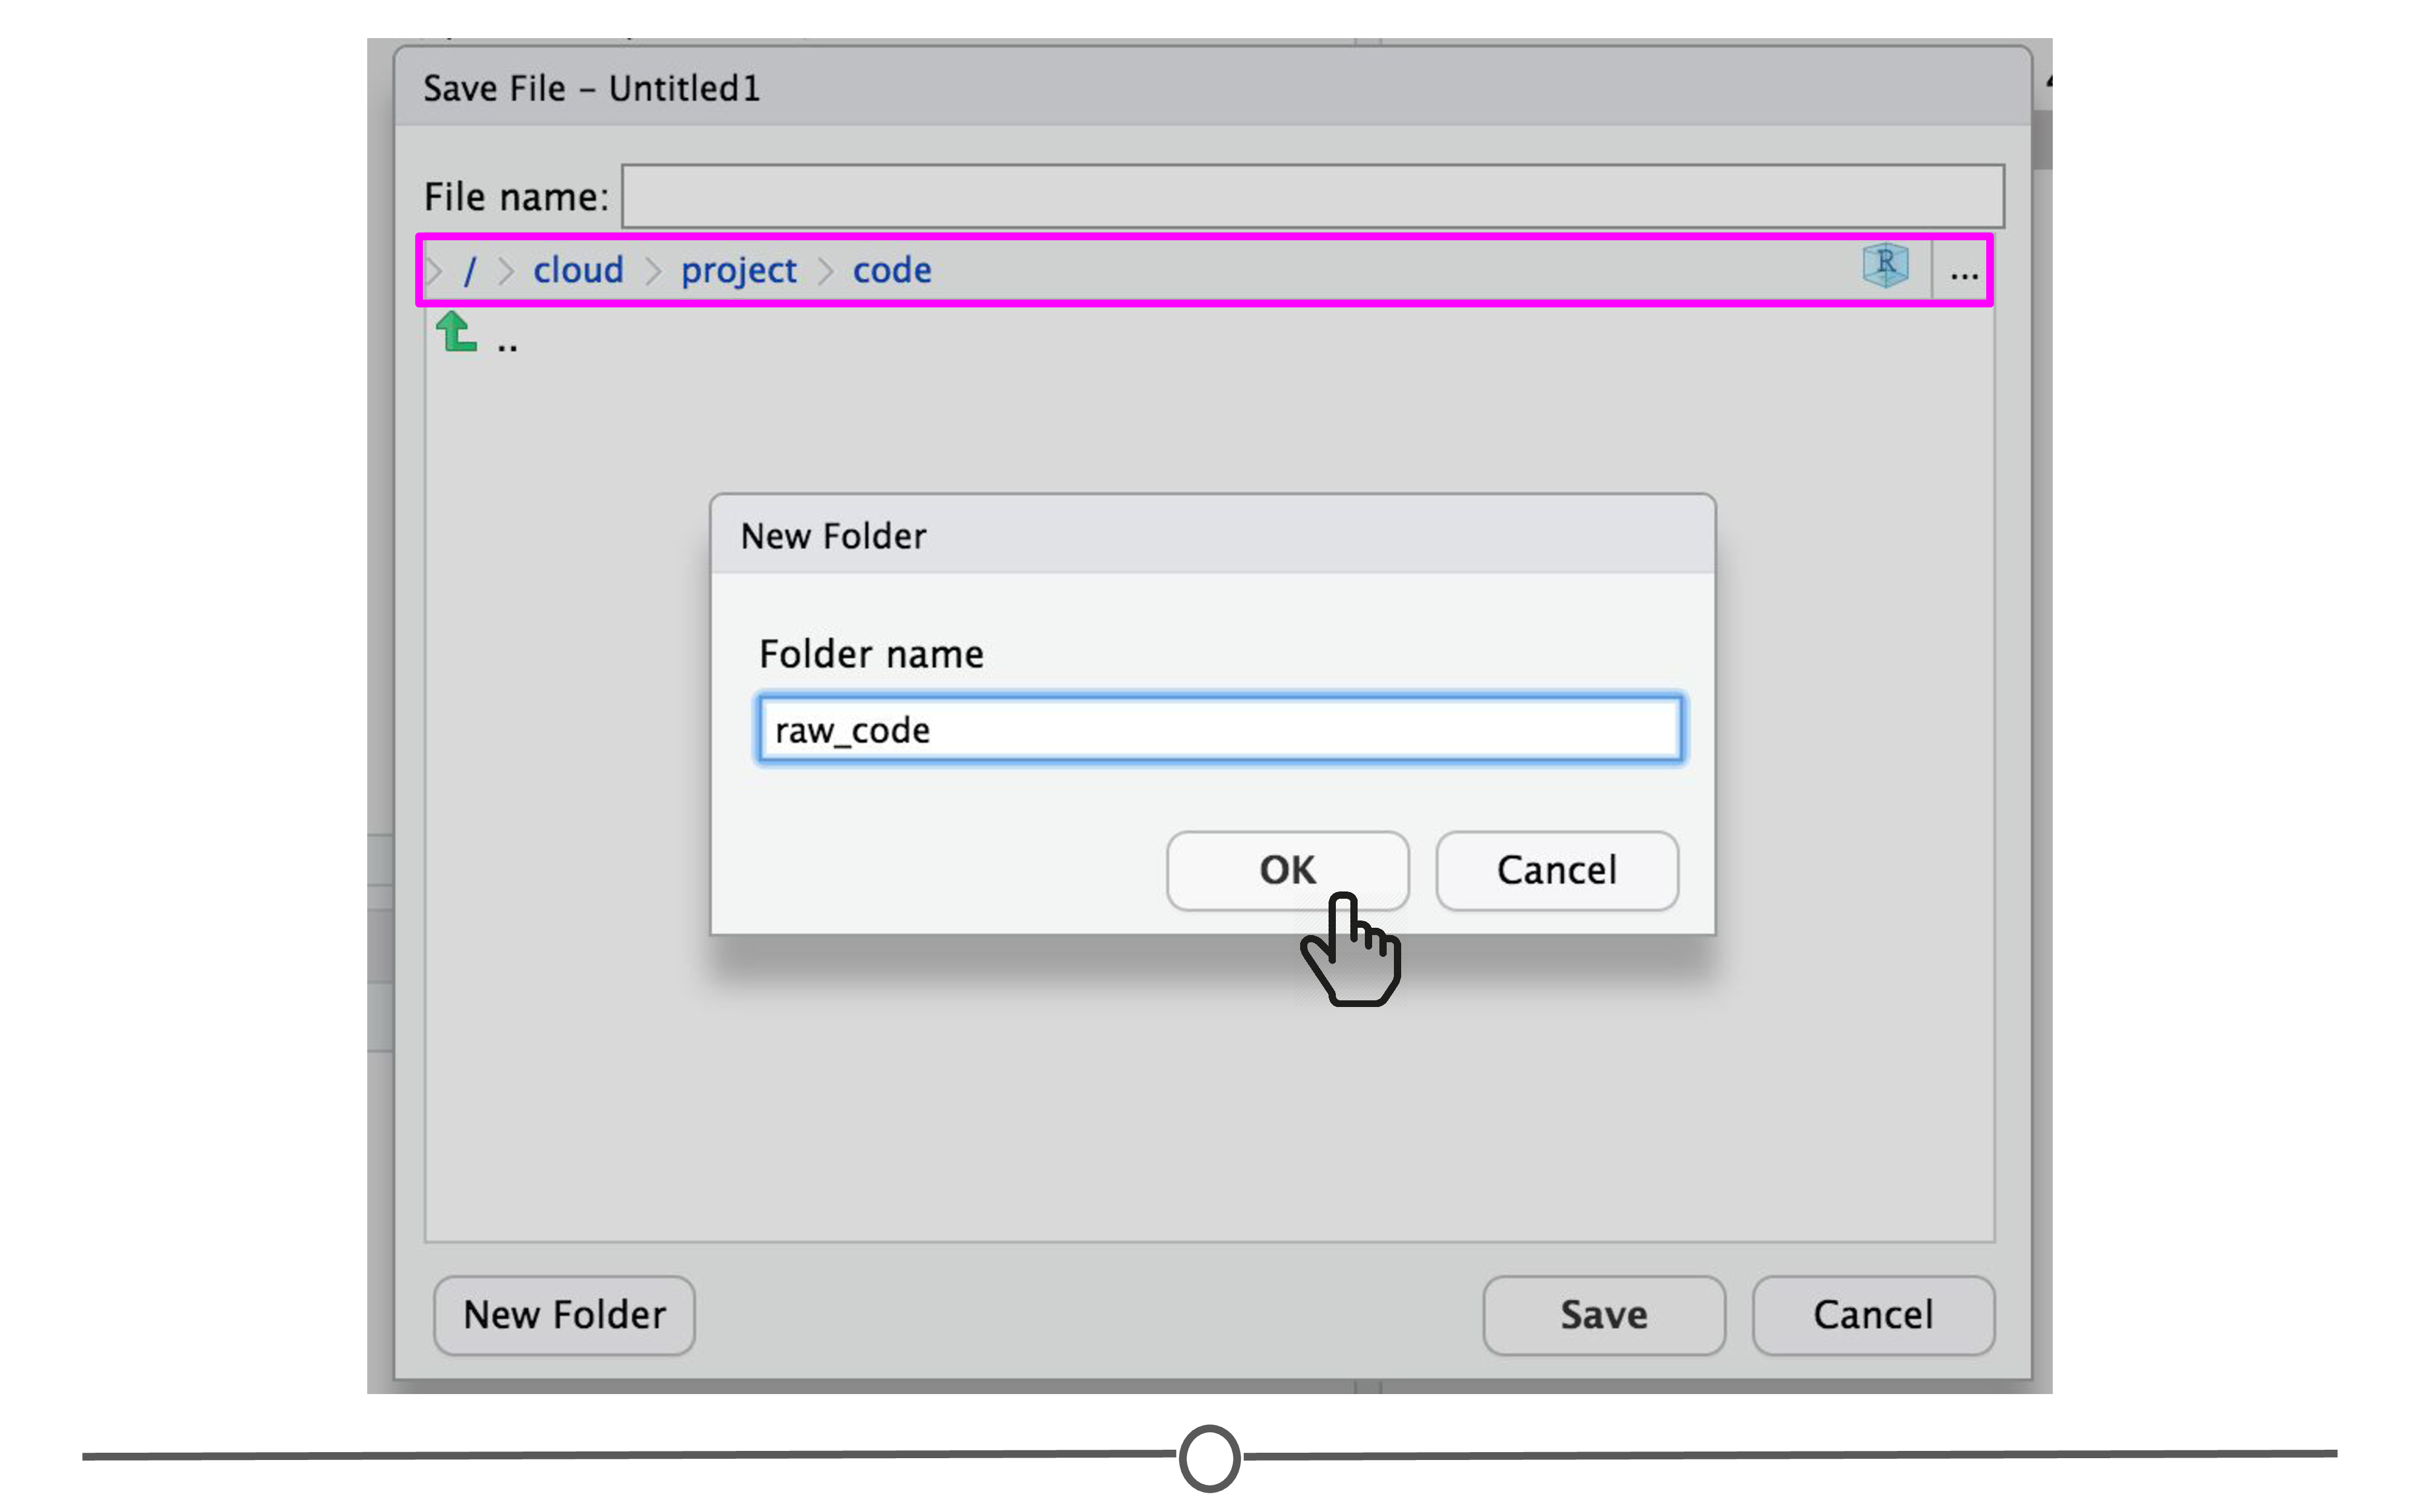 Save File – Untitled1
File name:
/ cloud project code R ...
..
New Folder
Folder name
raw_code
OK Cancel
New Folder Save Cancel